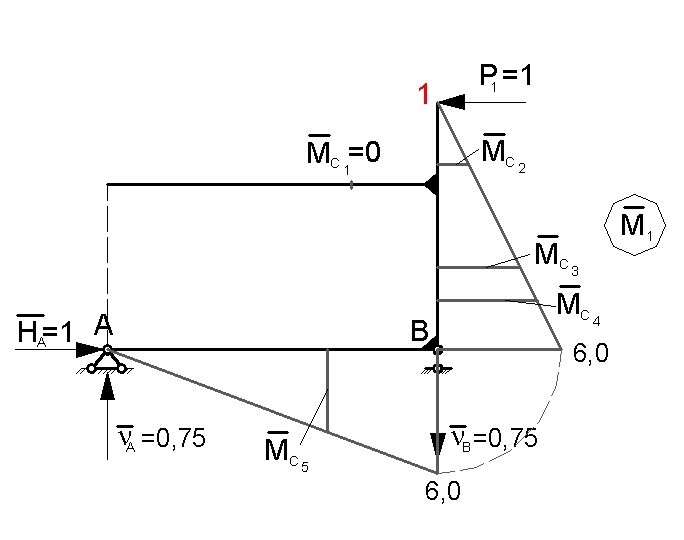 P₁=1
1
M̅c₁=0
M̅c₂
M̅₁
M̅c₃
M̅c₄
H̅ᴀ=1
A
B
6,0
ν̅ᴀ=0,75
ν̅ʙ=0,75
M̅c₅
6,0